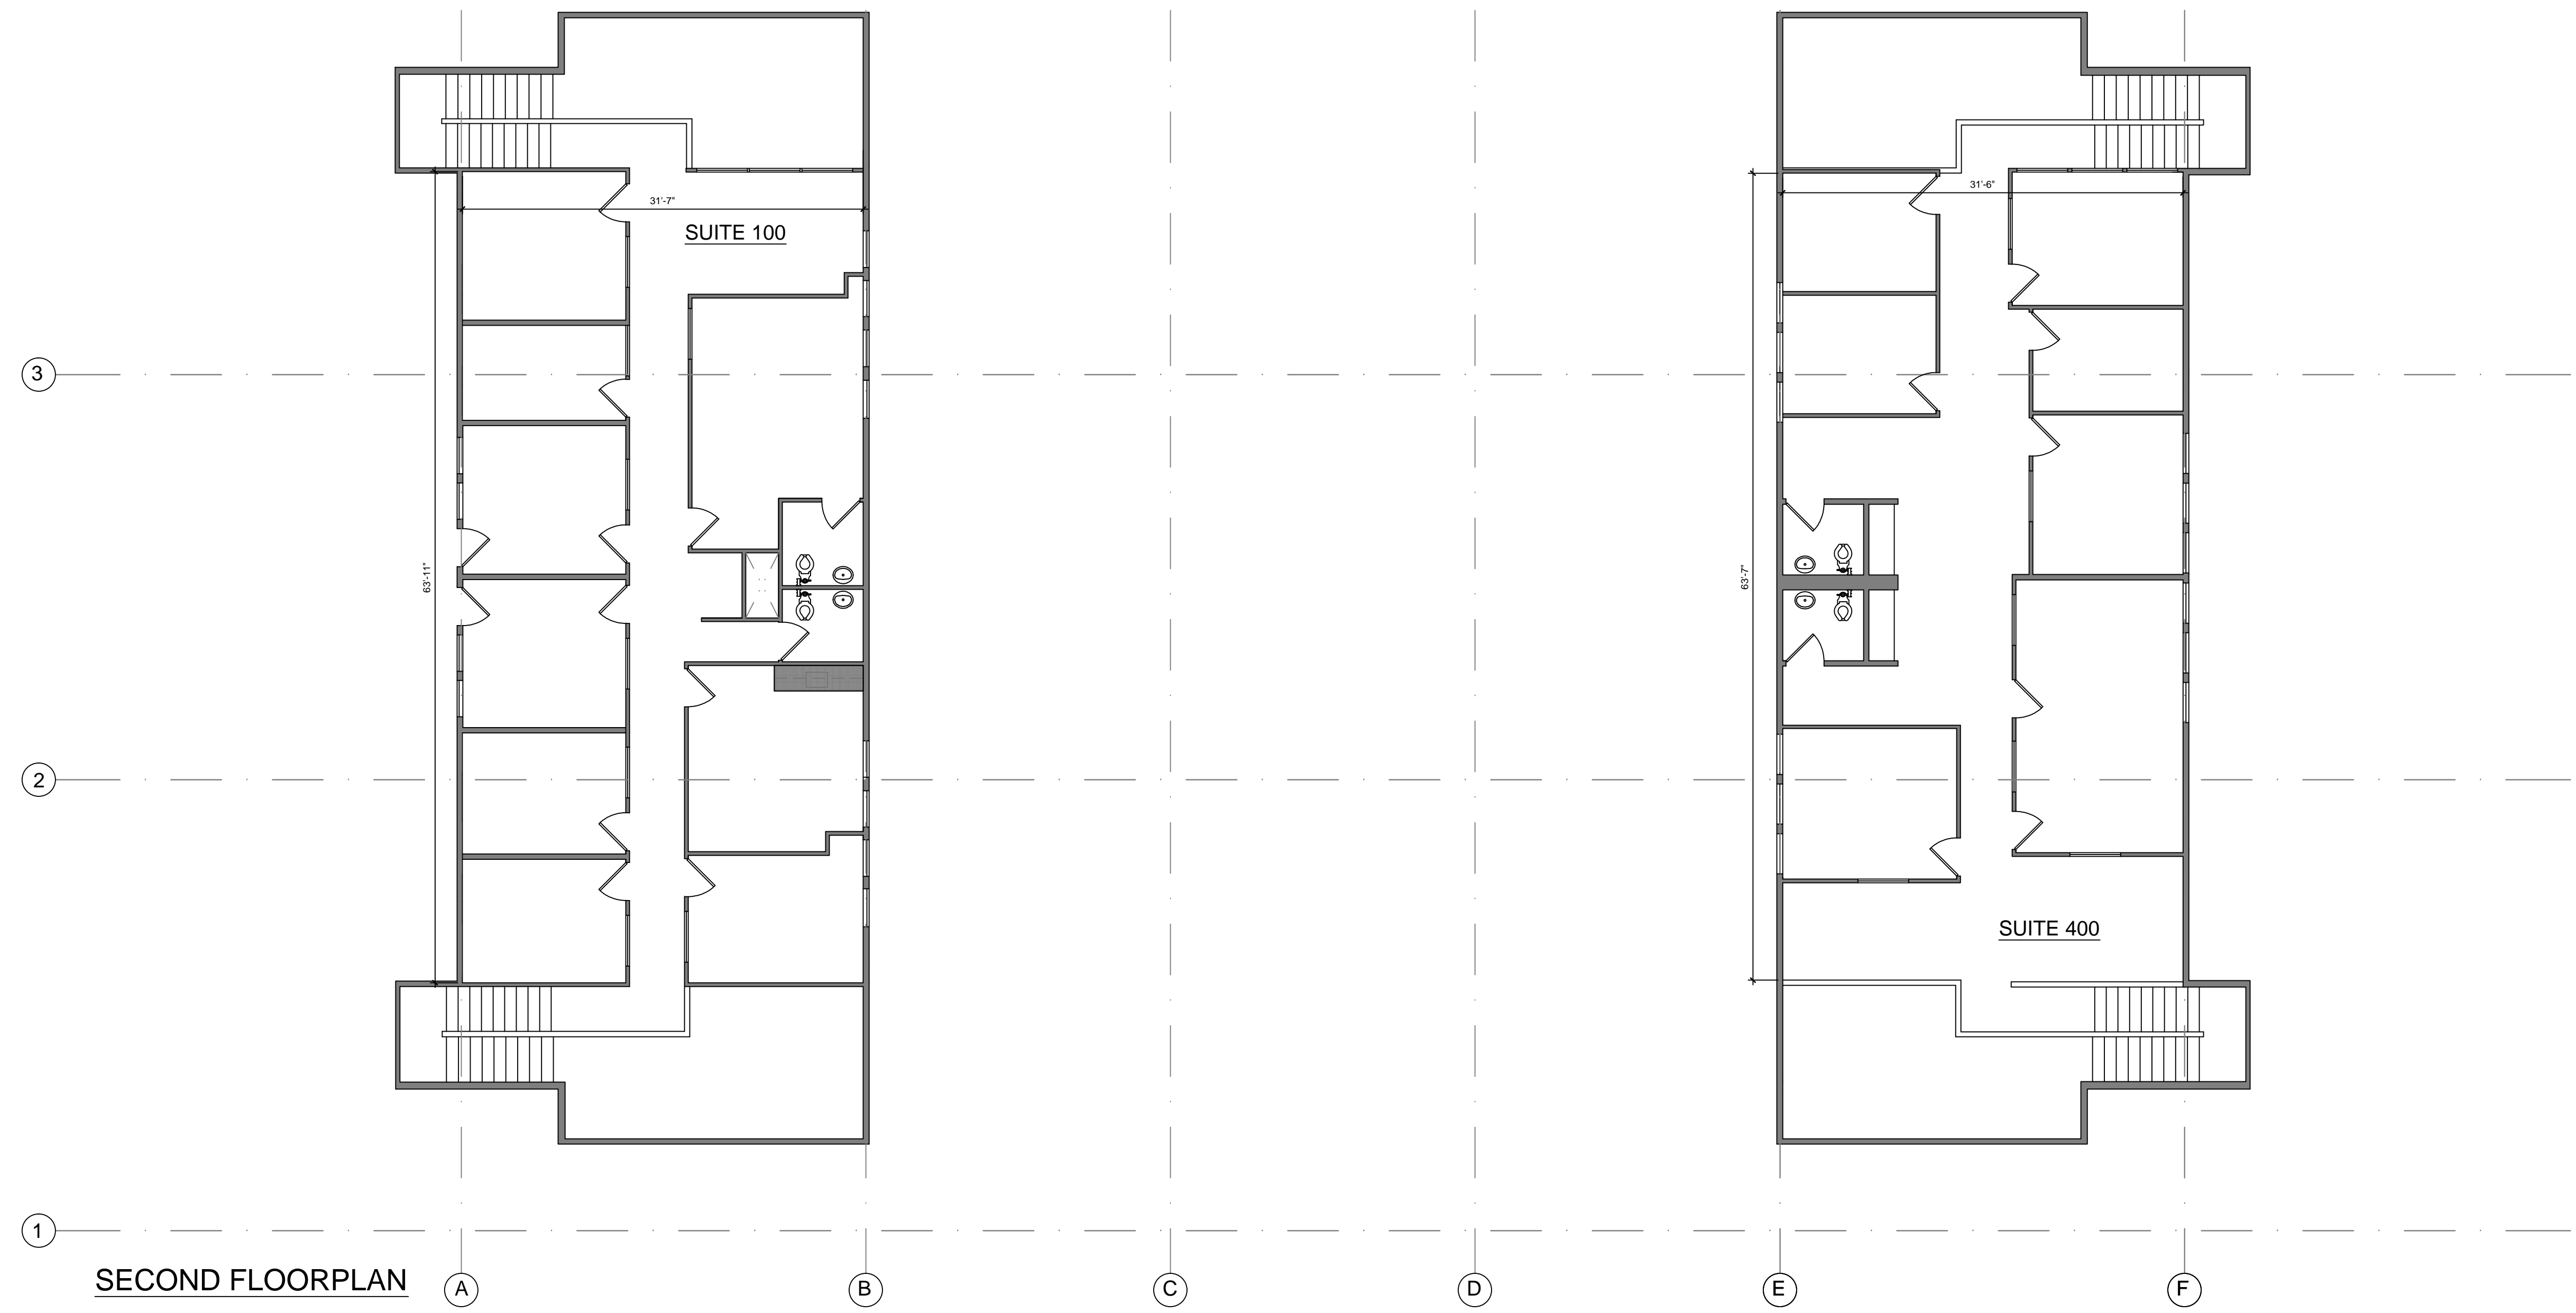 31'-7"
31'-6"
SUITE 100
3
63'-11"
63'-7"
2
SUITE 400
1
SECOND FLOORPLAN
A
B
C
D
E
F